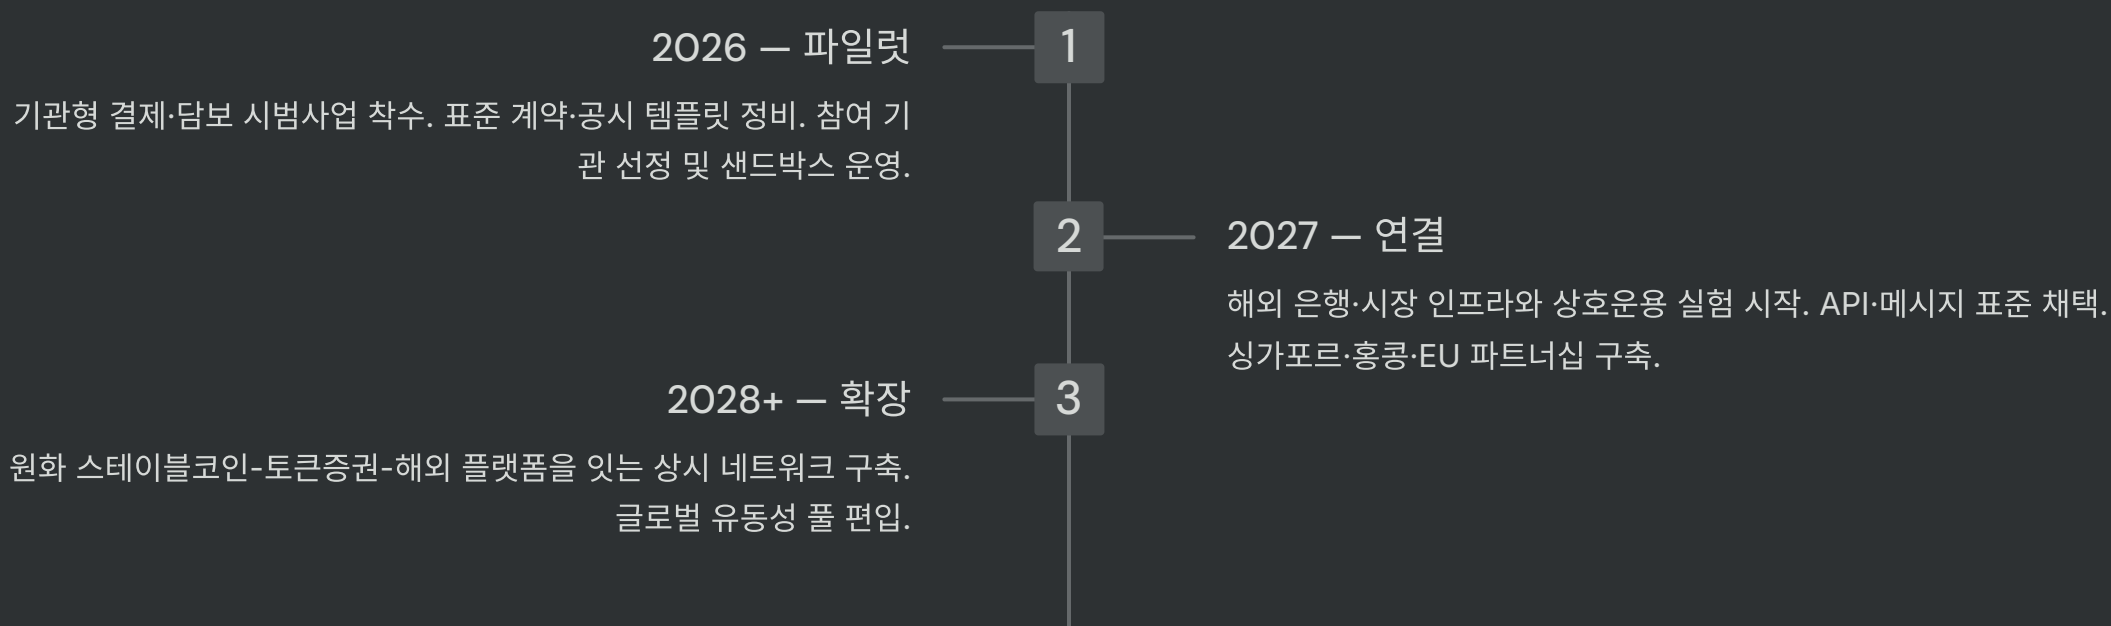 1
2026 — 파일럿
기관형 결제·담보 시범사업 착수. 표준 계약·공시 템플릿 정비. 참여 기
관 선정 및 샌드박스 운영.
2
2027 — 연결
해외 은행·시장 인프라와 상호운용 실험 시작. API·메시지 표준 채택.
싱가포르·홍콩·EU 파트너십 구축.
3
2028+ — 확장
원화 스테이블코인-토큰증권-해외 플랫폼을 잇는 상시 네트워크 구축.
글로벌 유동성 풀 편입.